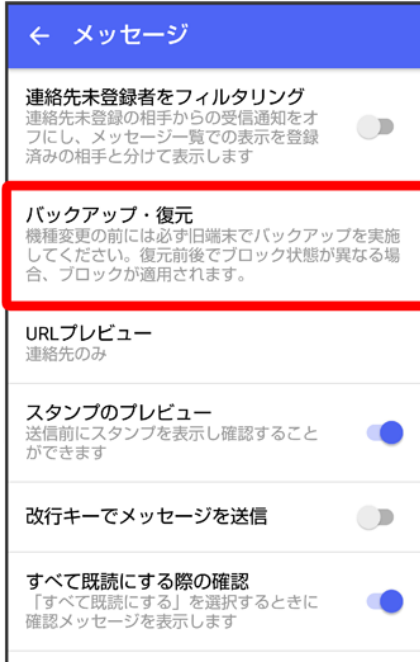 ← メッセージ
連絡先未登録者をフィルタリング
連絡先未登録の相手からの受信通知をオ
フにし、メッセージ一覧での表示を登録
済みの相手と分けて表示します
バックアップ・復元
機種変更の前には必ず旧端末でバックアップを実施
してください。復元前後でブロック状態が異なる場
合、ブロックが適用されます。
URLプレビュー
連絡先のみ
スタンプのプレビュー
送信前にスタンプを表示し確認すること
ができます
改行キーでメッセージを送信
すべて既読にする際の確認
「すべて既読にする」を選択するときに
確認メッセージを表示します